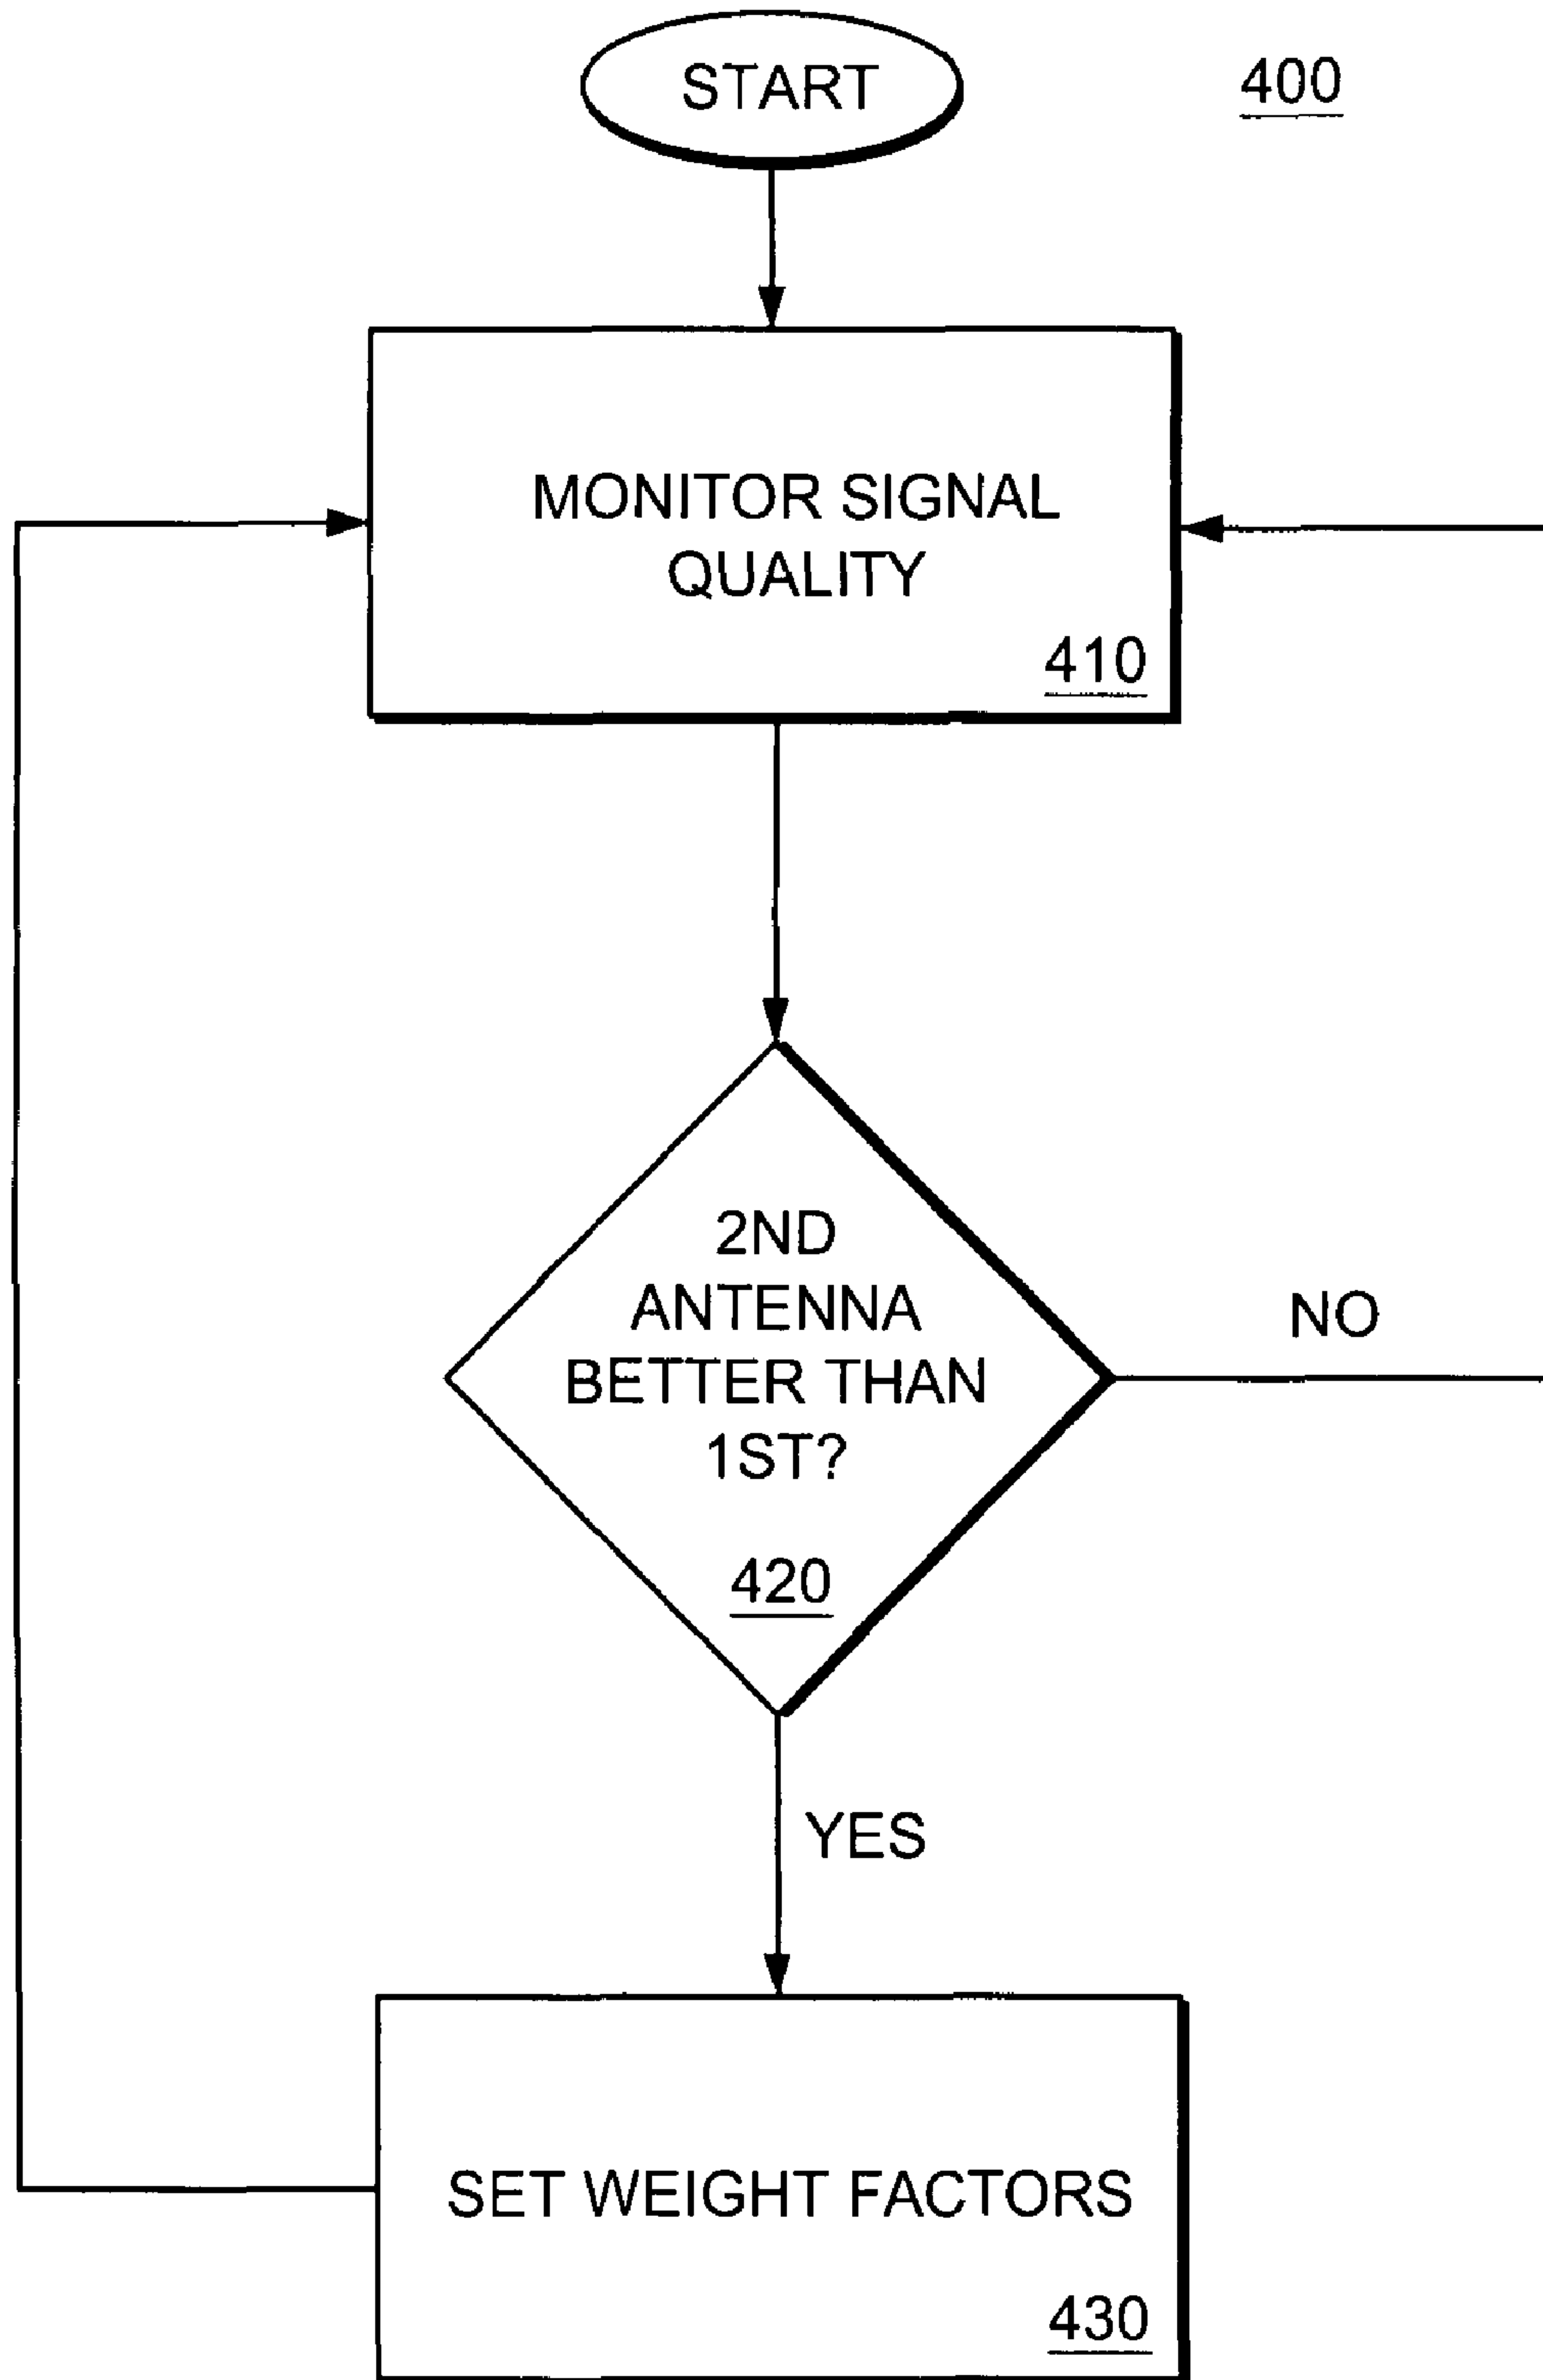 START
400
MONITOR SIGNAL
QUALITY
410
2ND
ANTENNA
BETTER THAN
1ST?
420
NO
YES
SET WEIGHT FACTORS
430